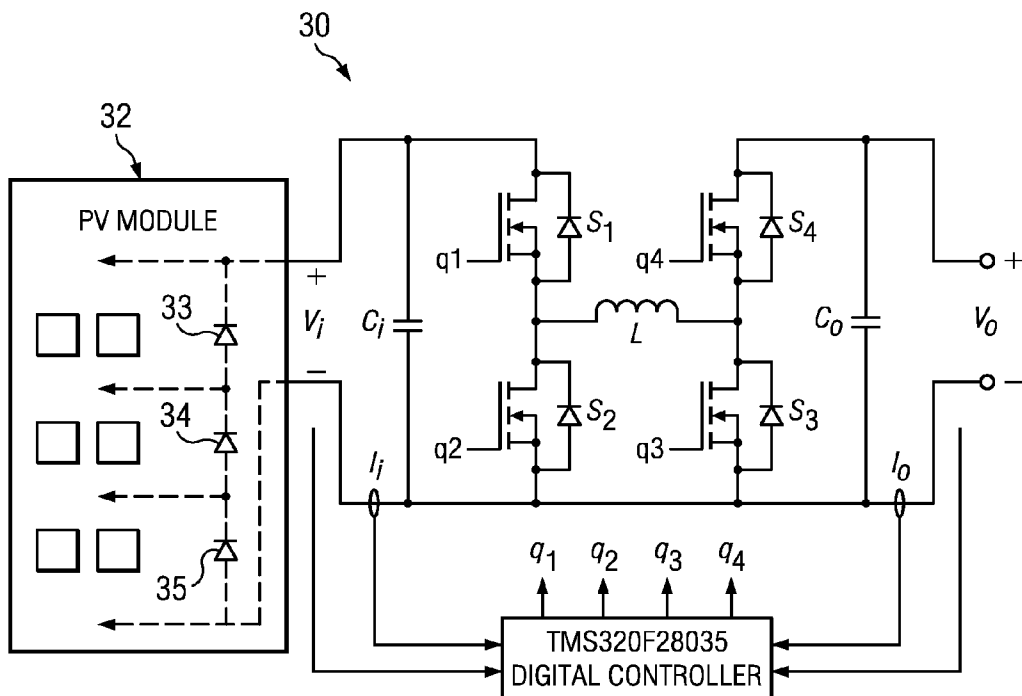 30
32
PV MODULE
33
34
35
+
V_i
−
C_i
q1
S_1
q4
S_4
L
C_o
+
V_o
−
q2
S_2
q3
S_3
I_i
I_o
q_1 q_2 q_3 q_4
TMS320F28035
DIGITAL CONTROLLER